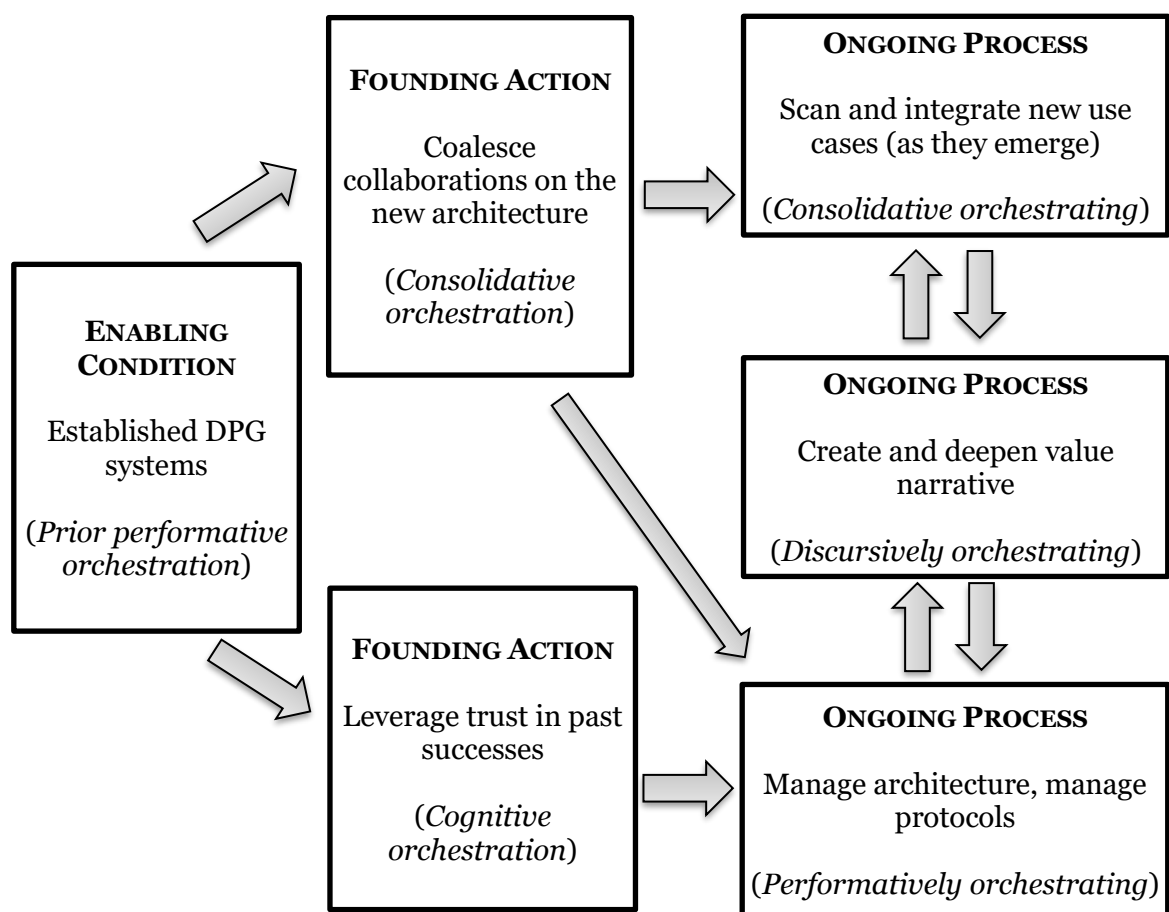 ENABLING
CONDITION
Established DPG
systems
(Prior performative
orchestration)
FOUNDING ACTION
Coalesce
collaborations on the
new architecture
(Consolidative
orchestration)
FOUNDING ACTION
Leverage trust in past
successes
(Cognitive
orchestration)
ONGOING PROCESS
Scan and integrate new use
cases (as they emerge)
(Consolidative orchestrating)
ONGOING PROCESS
Create and deepen value
narrative
(Discursively orchestrating)
ONGOING PROCESS
Manage architecture, manage
protocols
(Performatively orchestrating)